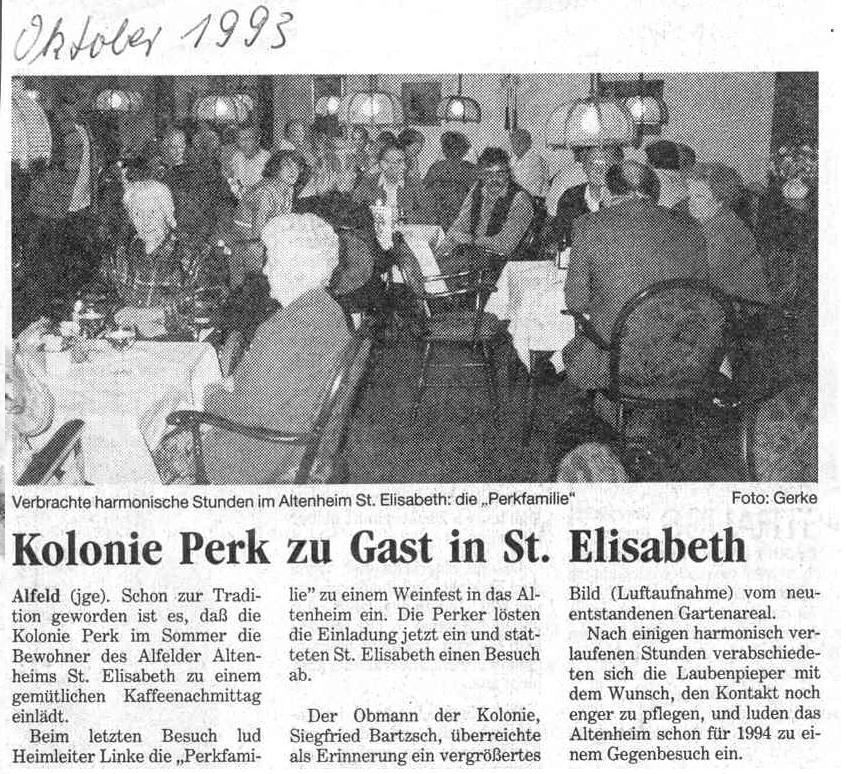 Oktober 1993
Verbrachte harmonische Stunden im Altenheim St. Elisabeth: die „Perkfamilie“
Foto: Gerke
Kolonie Perk zu Gast in St. Elisabeth
Alfeld (jge). Schon zur Tradi-
tion geworden ist es, daß die
Kolonie Perk im Sommer die
Bewohner des Alfelder Alten-
heims St. Elisabeth zu einem
gemütlichen Kaffeenachmittag
einlädt.
Beim letzten Besuch lud
Heimleiter Linke die „Perkfami-
lie” zu einem Weinfest in das Al-
tenheim ein. Die Perker lösten
die Einladung jetzt ein und stat-
teten St. Elisabeth einen Besuch
ab.
Der Obmann der Kolonie,
Siegfried Bartzsch, überreichte
als Erinnerung ein vergrößertes
Bild (Luftaufnahme) vom neu-
entstandenen Gartenareal.
Nach einigen harmonisch ver-
laufenen Stunden verabschiede-
ten sich die Laubenpieper mit
dem Wunsch, den Kontakt noch
enger zu pflegen, und luden das
Altenheim schon für 1994 zu ei-
nem Gegenbesuch ein.